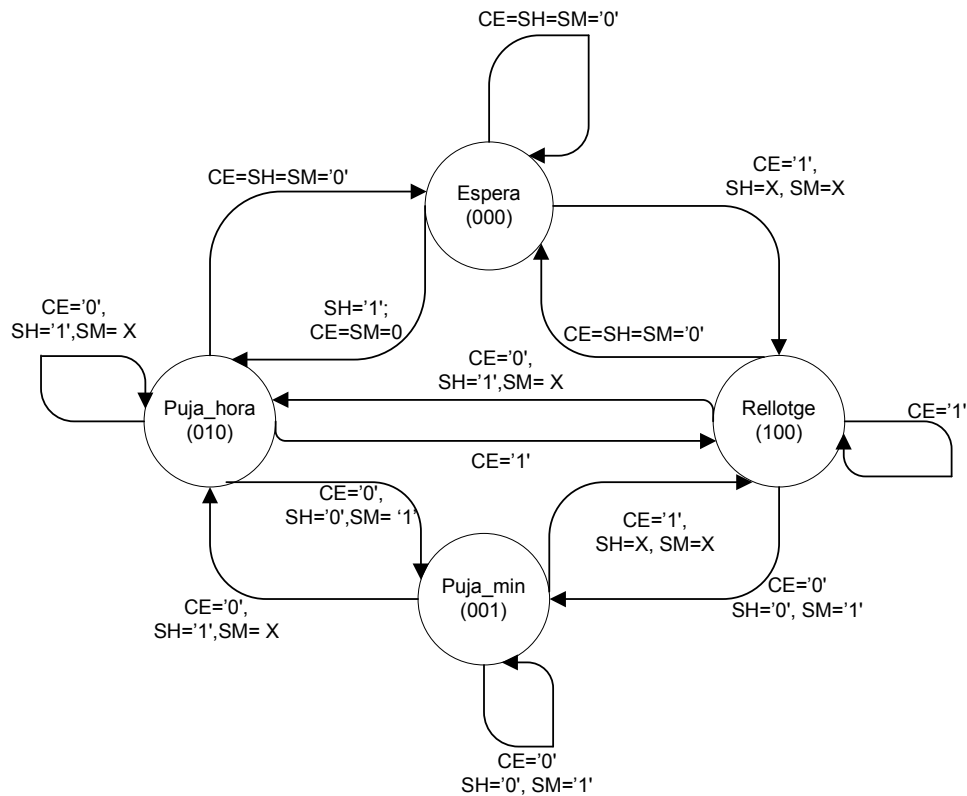 CE=SH=SM='0'
CE=SH=SM='0'
Espera
(000)
CE='1',
SH=X, SM=X
SH='1';
CE=SM=0
CE=SH=SM='0'
CE='0',
SH='1',SM= X
CE='0',
SH='1',SM= X
Puja_hora
(010)
Rellotge
(100)
CE='1'
CE='1'
CE='0',
SH='0',SM= ‘1’
CE='1',
SH=X, SM=X
Puja_min
(001)
CE='0',
SH='1',SM= X
CE='0'
SH='0', SM='1'
CE='0'
SH='0', SM='1'